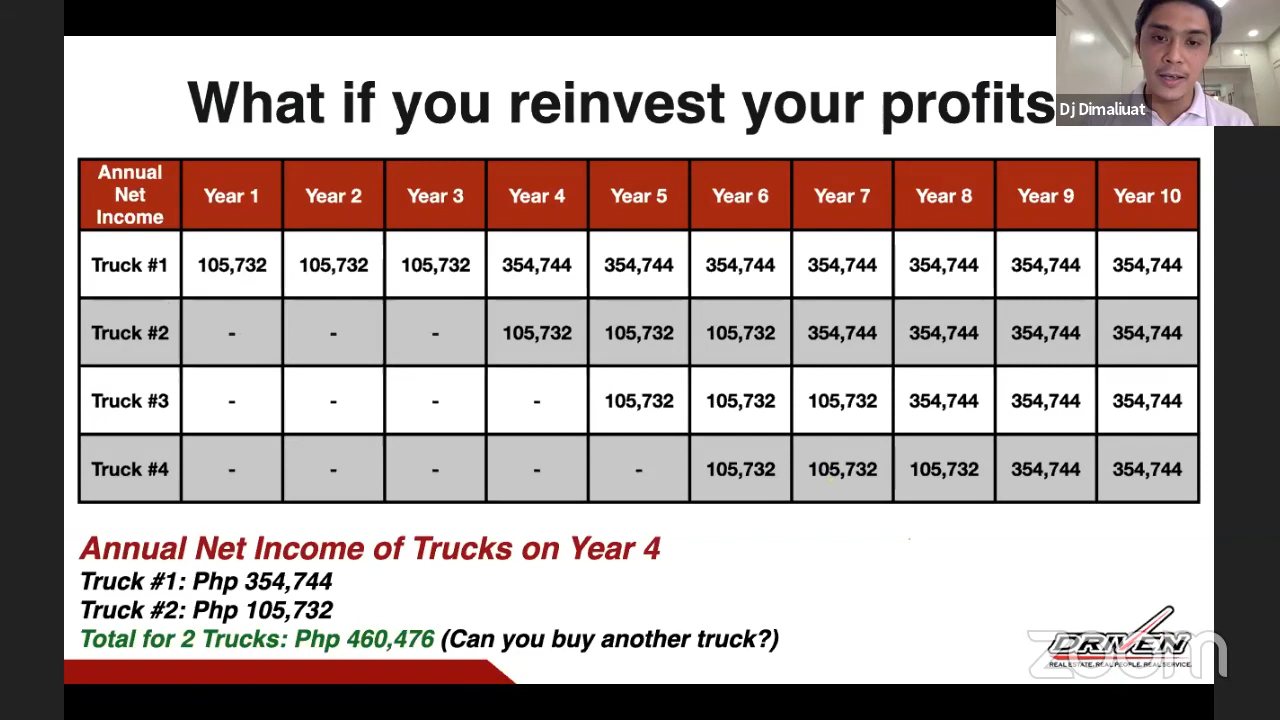 What if you reinvest your profits
Dj Dimaliuat
Annual Net Income Year 1 Year 2 Year 3 Year 4 Year 5 Year 6 Year 7 Year 8 Year 9 Year 10
Truck #1 105,732 105,732 105,732 354,744 354,744 354,744 354,744 354,744 354,744 354,744
Truck #2 - - - 105,732 105,732 105,732 354,744 354,744 354,744 354,744
Truck #3 - - - - 105,732 105,732 105,732 354,744 354,744 354,744
Truck #4 - - - - - 105,732 105,732 105,732 354,744 354,744
Annual Net Income of Trucks on Year 4
Truck #1: Php 354,744
Truck #2: Php 105,732
Total for 2 Trucks: Php 460,476 (Can you buy another truck?)
DRIVEN
REAL ESTATE. REAL PEOPLE. REAL SERVICE.
zoom